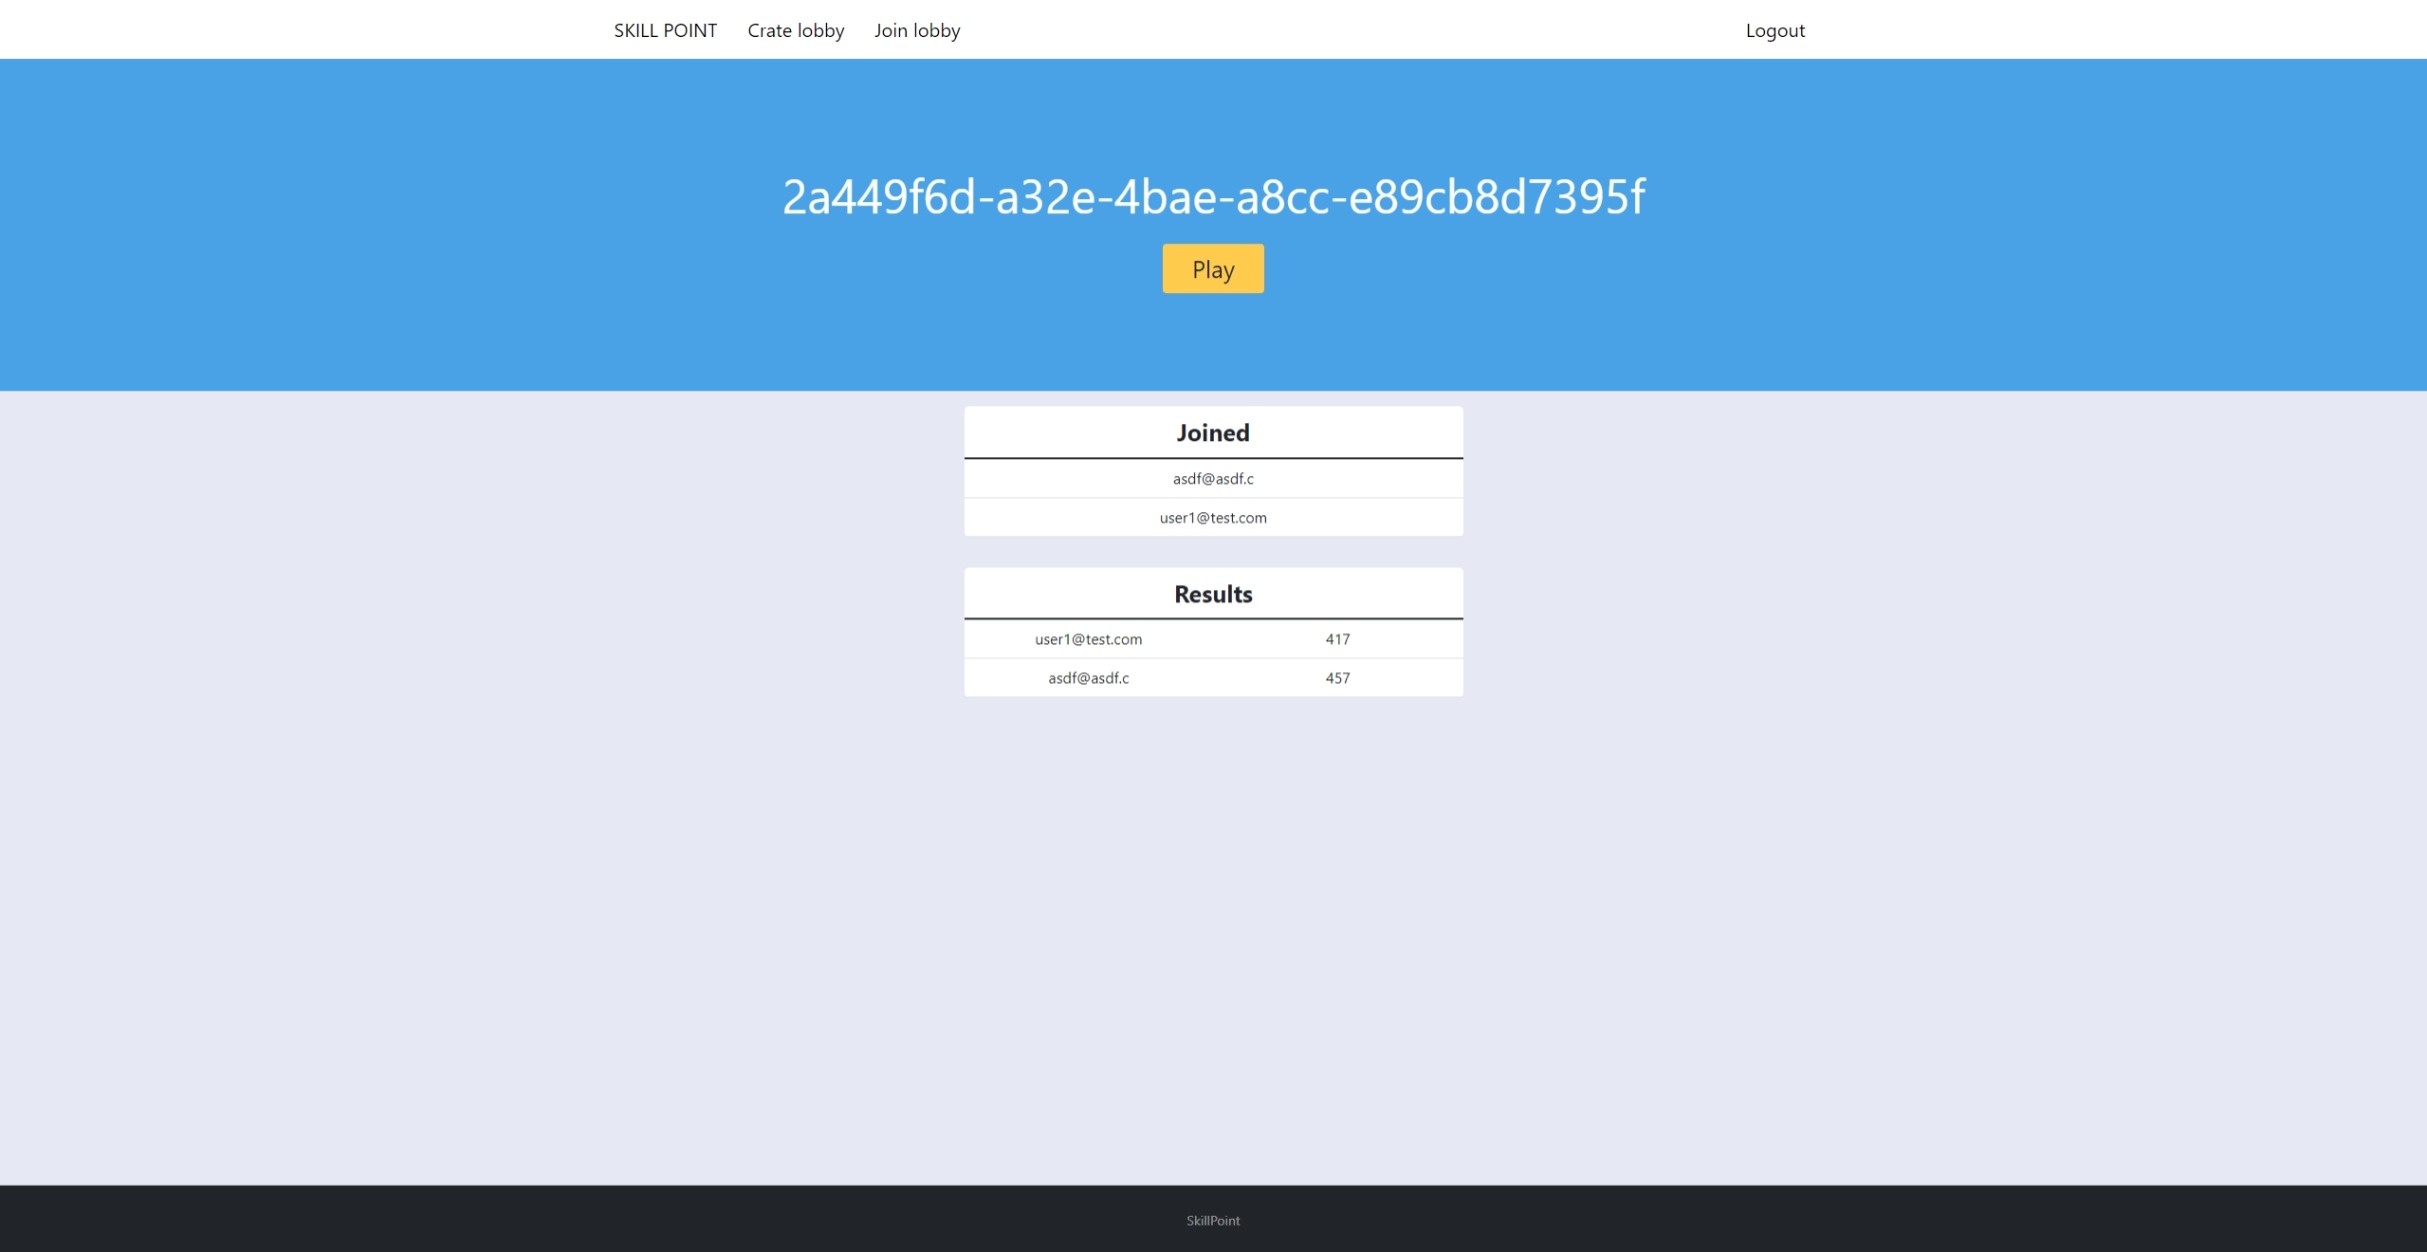 SKILL POINT Crate lobby Join lobby Logout
2a449f6d-a32e-4bae-a8cc-e89cb8d7395f
Play
Joined
asdf@asdf.c
user1@test.com
Results
user1@test.com 417
asdf@asdf.c 457
SkillPoint